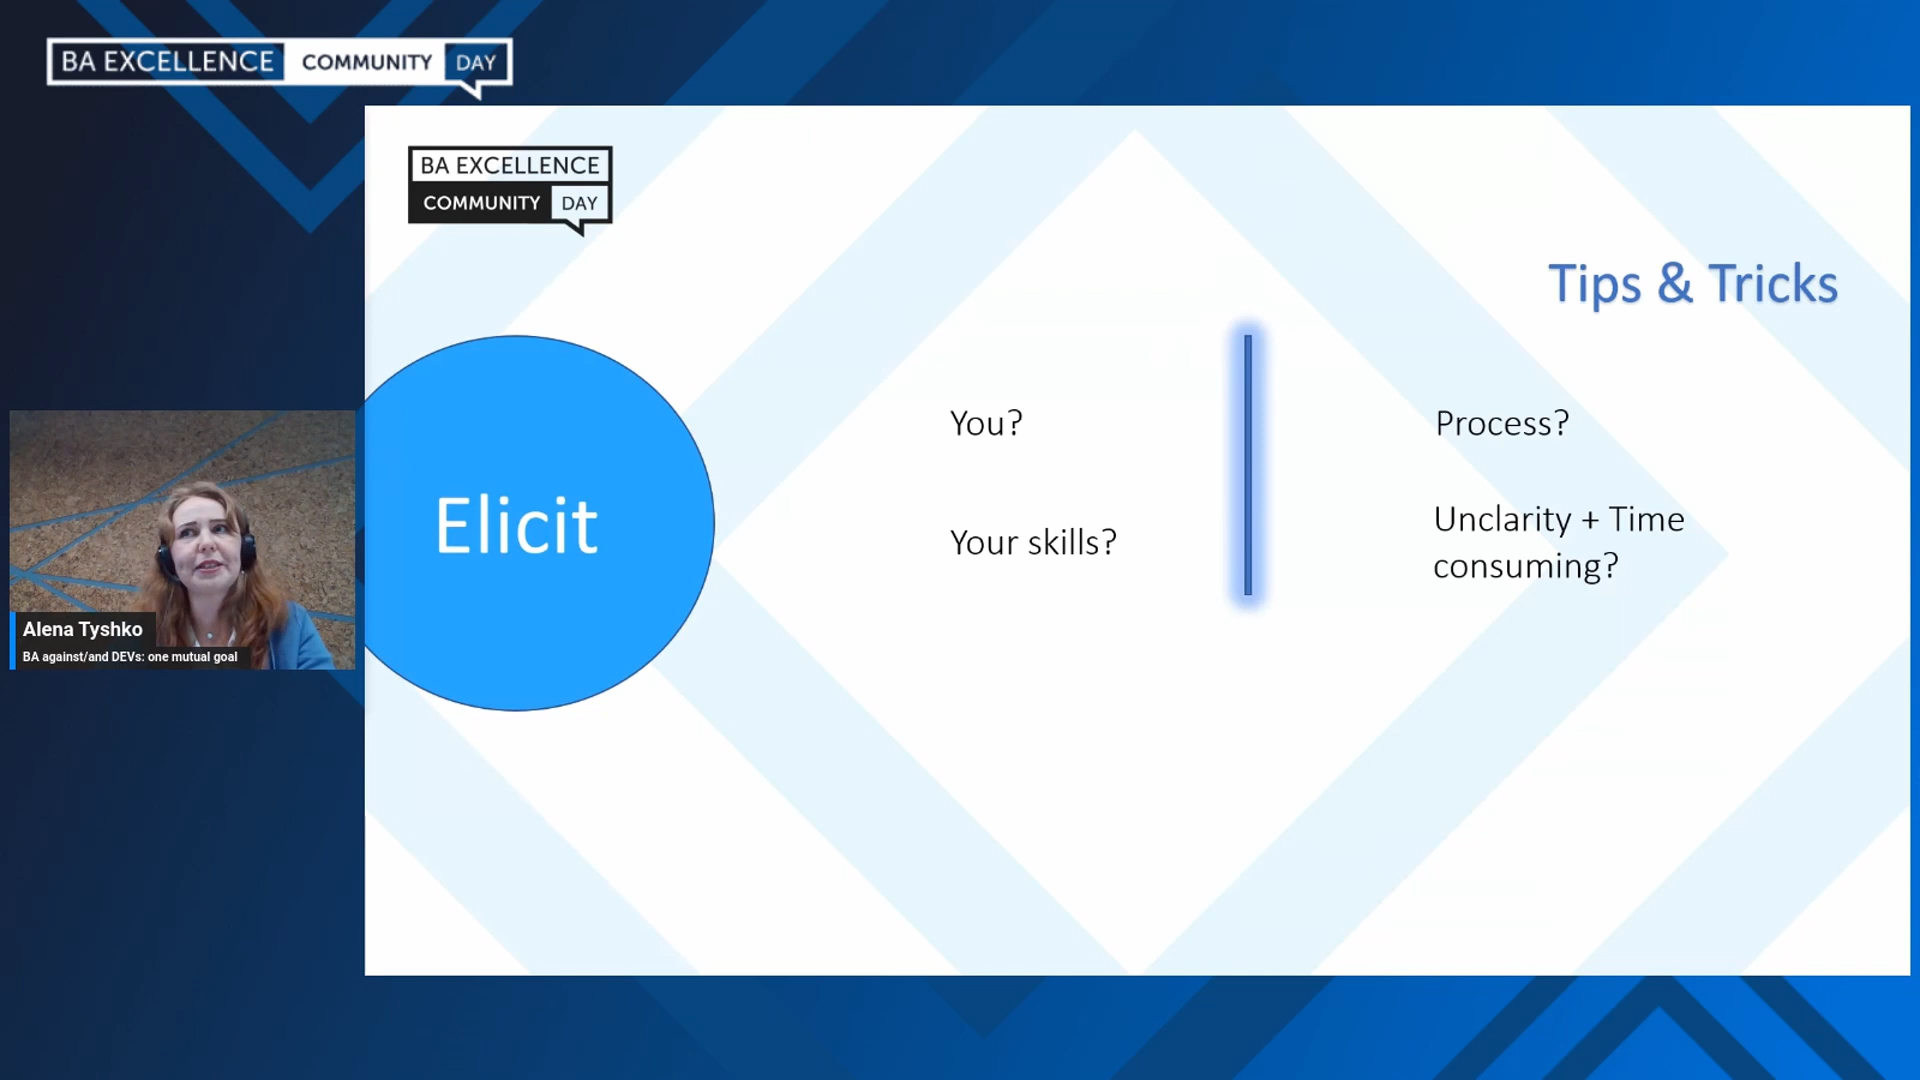 BA EXCELLENCE COMMUNITY DAY
BA EXCELLENCE
COMMUNITY DAY
Tips & Tricks
Elicit
You?
Your skills?
Process?
Unclarity + Time
consuming?
Alena Tyshko
BA against/and DEVs: one mutual goal